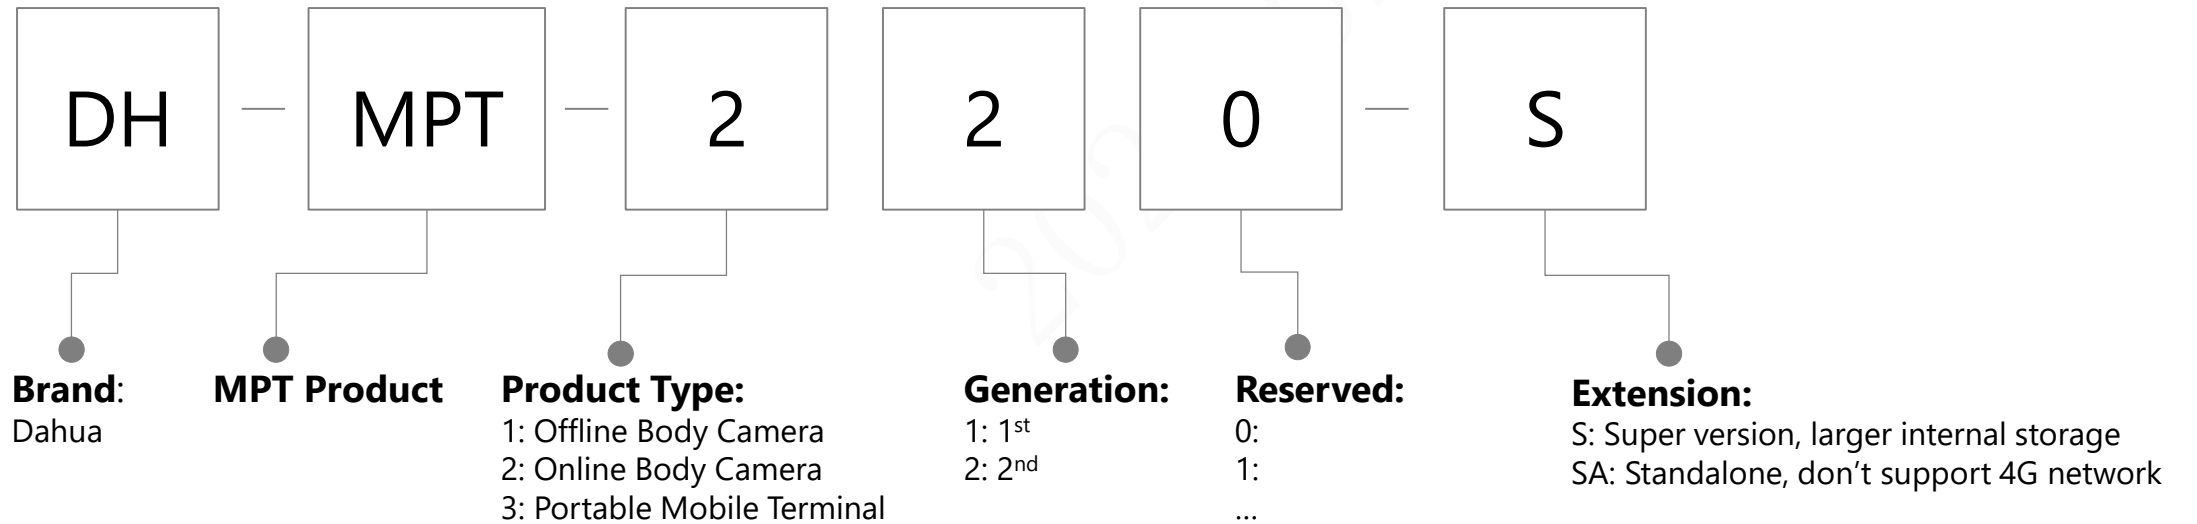 DH — MPT — 2 2 0 — S
Brand:
Dahua
MPT Product
Product Type:
1: Offline Body Camera
2: Online Body Camera
3: Portable Mobile Terminal
Generation:
1: 1st
2: 2nd
Reserved:
0:
1:
...
Extension:
S: Super version, larger internal storage
SA: Standalone, don’t support 4G network